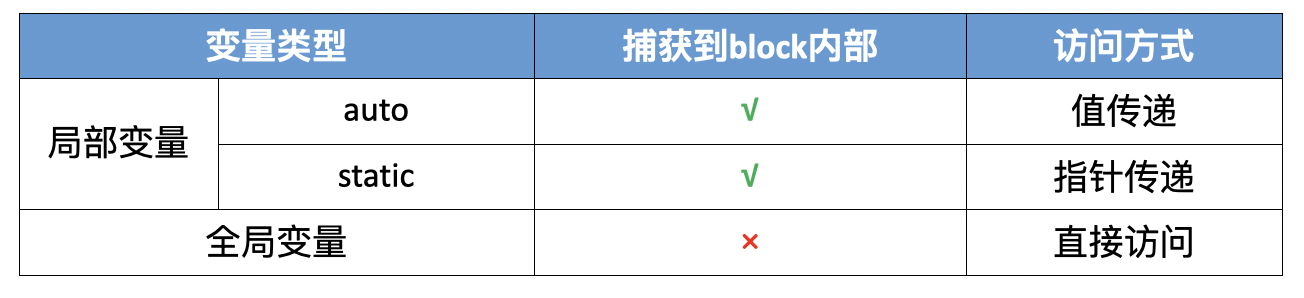 变量类型 捕获到block内部 访问方式
局部变量 auto √ 值传递
static √ 指针传递
全局变量 × 直接访问